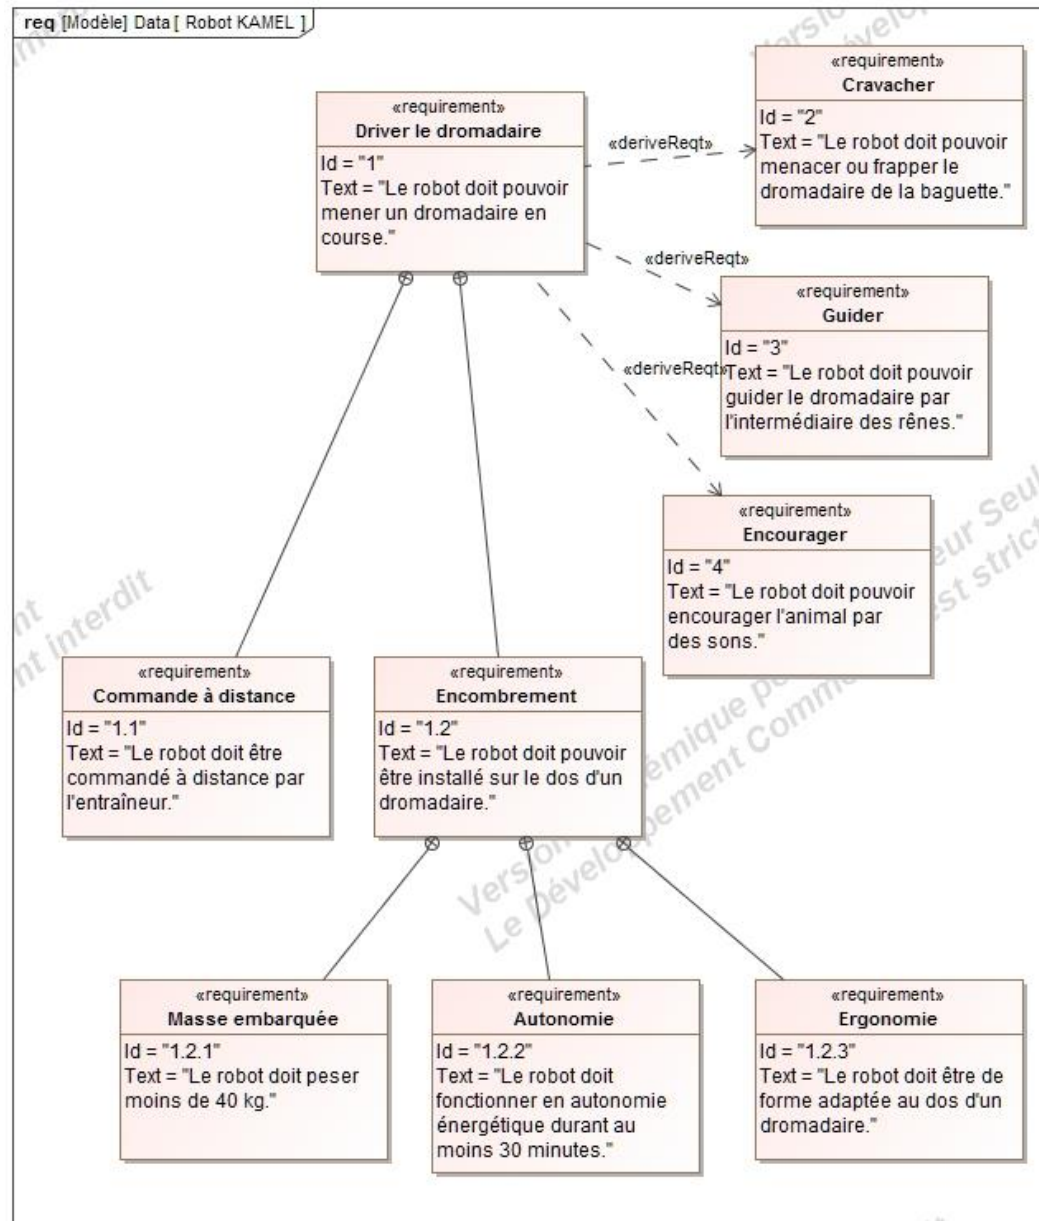 req [Modèle] Data [ Robot KAMEL ]
«requirement»
Cravacher
Id = "2"
Text = "Le robot doit pouvoir
menacer ou frapper le
dromadaire de la baguette."
«requirement»
Driver le dromadaire
Id = "1"
Text = "Le robot doit pouvoir
mener un dromadaire en
course."
«deriveReqt»
«deriveReqt»
«deriveReqt»
«requirement»
Guider
Id = "3"
Text = "Le robot doit pouvoir
guider le dromadaire par
l'intermédiaire des rênes."
«requirement»
Encourager
Id = "4"
Text = "Le robot doit pouvoir
encourager l'animal par
des sons."
«requirement»
Commande à distance
Id = "1.1"
Text = "Le robot doit être
commandé à distance par
l'entraîneur."
«requirement»
Encombrement
Id = "1.2"
Text = "Le robot doit pouvoir
être installé sur le dos d'un
dromadaire."
«requirement»
Masse embarquée
Id = "1.2.1"
Text = "Le robot doit peser
moins de 40 kg."
«requirement»
Autonomie
Id = "1.2.2"
Text = "Le robot doit
fonctionner en autonomie
énergétique durant au
moins 30 minutes."
«requirement»
Ergonomie
Id = "1.2.3"
Text = "Le robot doit être de
forme adaptée au dos d'un
dromadaire."
Version
Le Développement
interdit